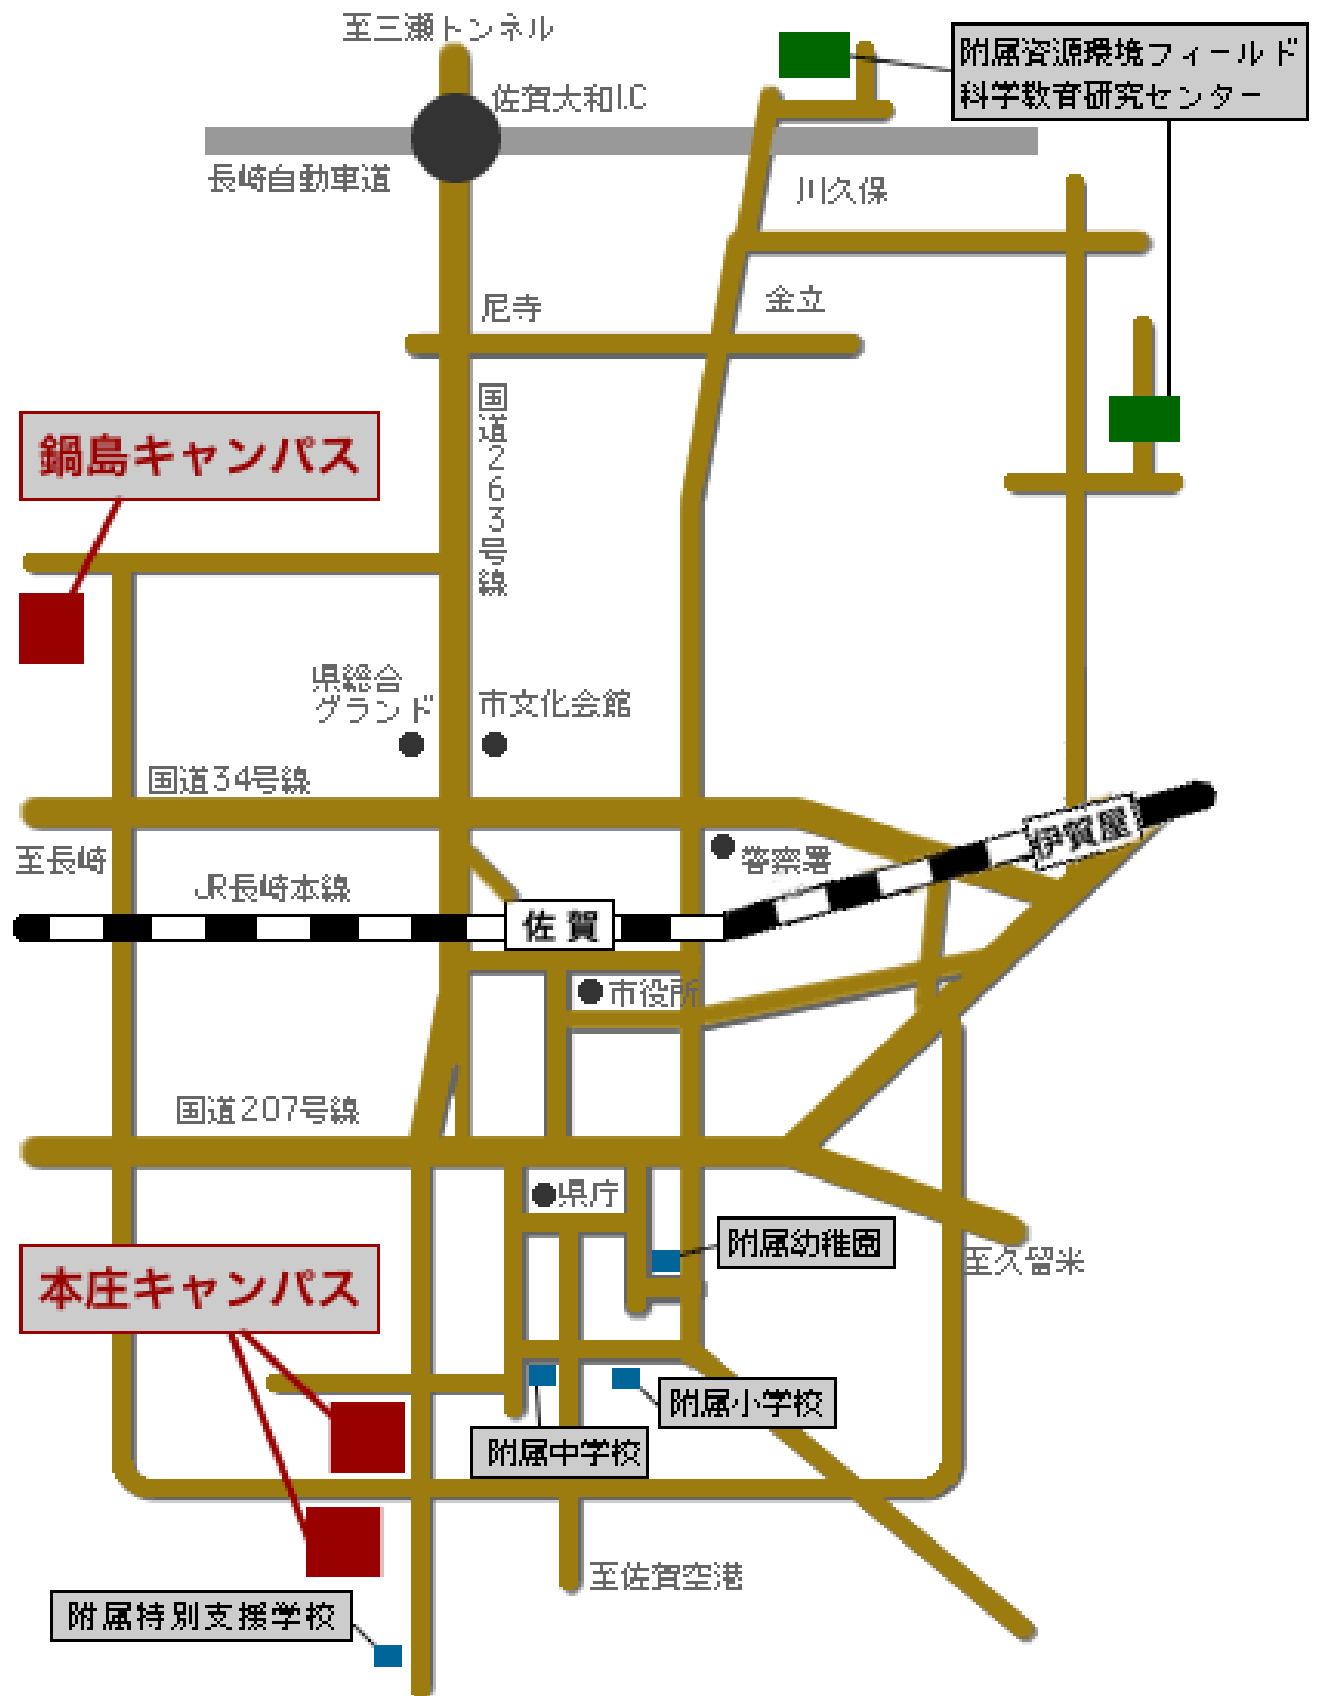 至三瀬トンネル
附属資源環境フィールド
科学教育研究センター
佐賀大和I.C
長崎自動車道
川久保
金立
尼寺
国道263号線
鍋島キャンパス
県総合
グランド
市文化会館
国道34号線
至長崎
警察署
伊賀屋
JR長崎本線
佐賀
市役所
国道207号線
県庁
附属幼稚園
至久留米
本庄キャンパス
附属小学校
附属中学校
至佐賀空港
附属特別支援学校